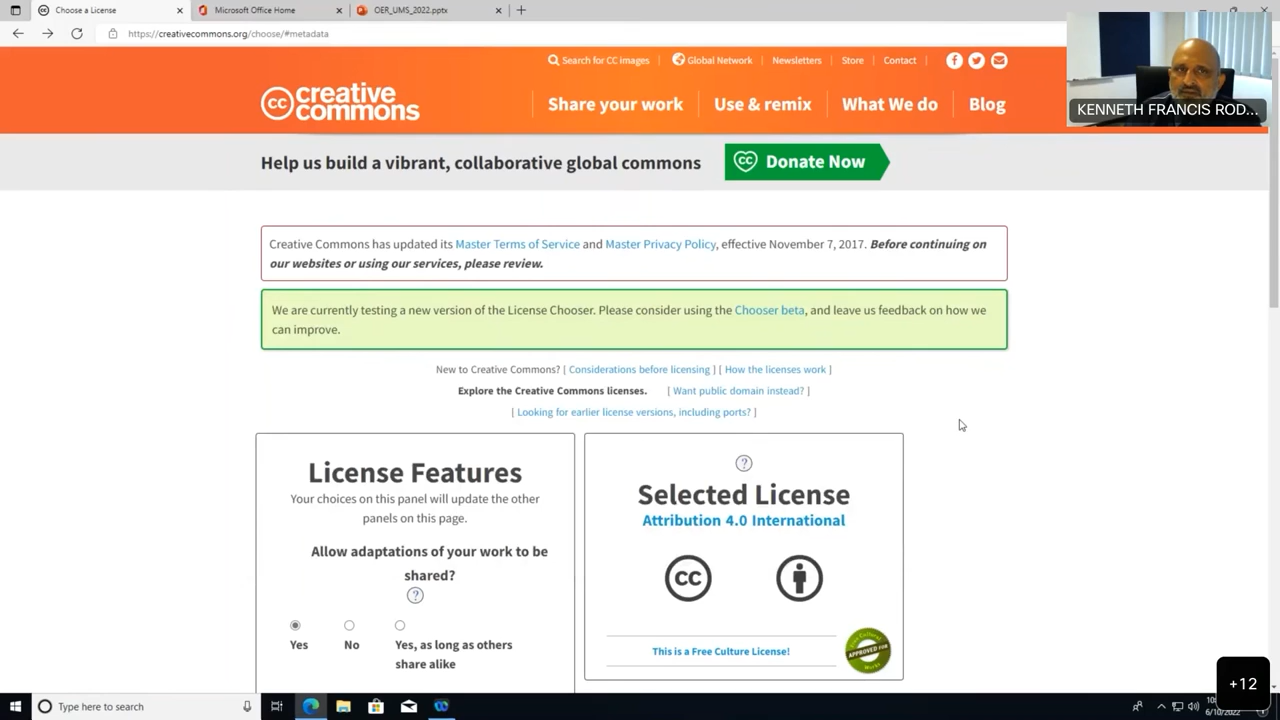 Choose a License
Microsoft Office Home
OER_UMS_2022.pptx
https://creativecommons.org/choose/#metadata
Search for CC images
Global Network
Newsletters
Store
Contact
KENNETH FRANCIS ROD...
cc creative commons
Share your work
Use & remix
What We do
Blog
Help us build a vibrant, collaborative global commons
Donate Now
Creative Commons has updated its Master Terms of Service and Master Privacy Policy, effective November 7, 2017. Before continuing on
our websites or using our services, please review.
We are currently testing a new version of the License Chooser. Please consider using the Chooser beta, and leave us feedback on how we
can improve.
New to Creative Commons? [ Considerations before licensing ] [ How the licenses work ]
Explore the Creative Commons licenses. [ Want public domain instead? ]
[ Looking for earlier license versions, including ports? ]
License Features
Your choices on this panel will update the other
panels on this page.
Allow adaptations of your work to be
shared?
Yes
No
Yes, as long as others
share alike
Selected License
Attribution 4.0 International
cc
This is a Free Culture License!
APPROVED FOR
+12
Type here to search
6/10/2022